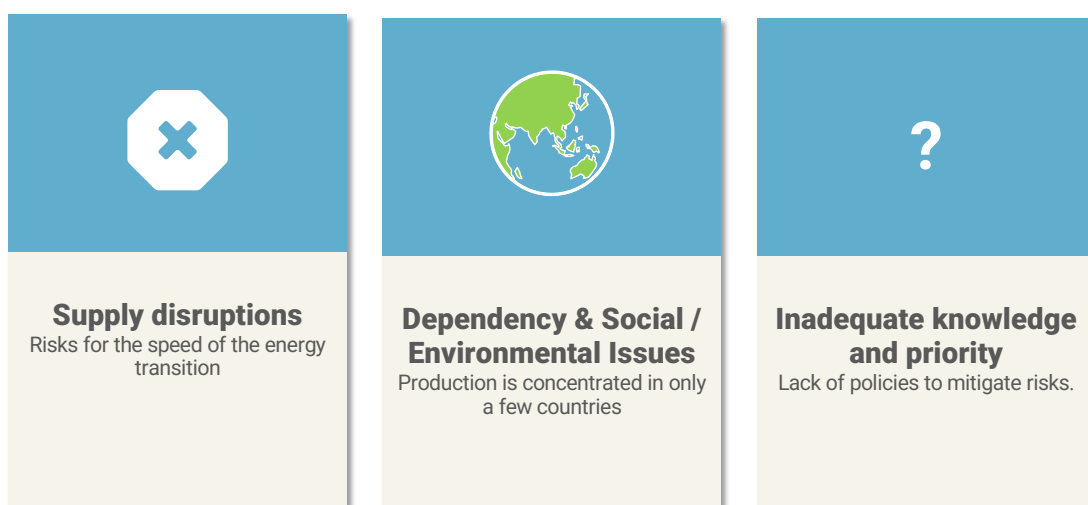 ?
Supply disruptions
Risks for the speed of the energy
transition
Dependency & Social /
Environmental Issues
Production is concentrated in only
a few countries
Inadequate knowledge
and priority
Lack of policies to mitigate risks.